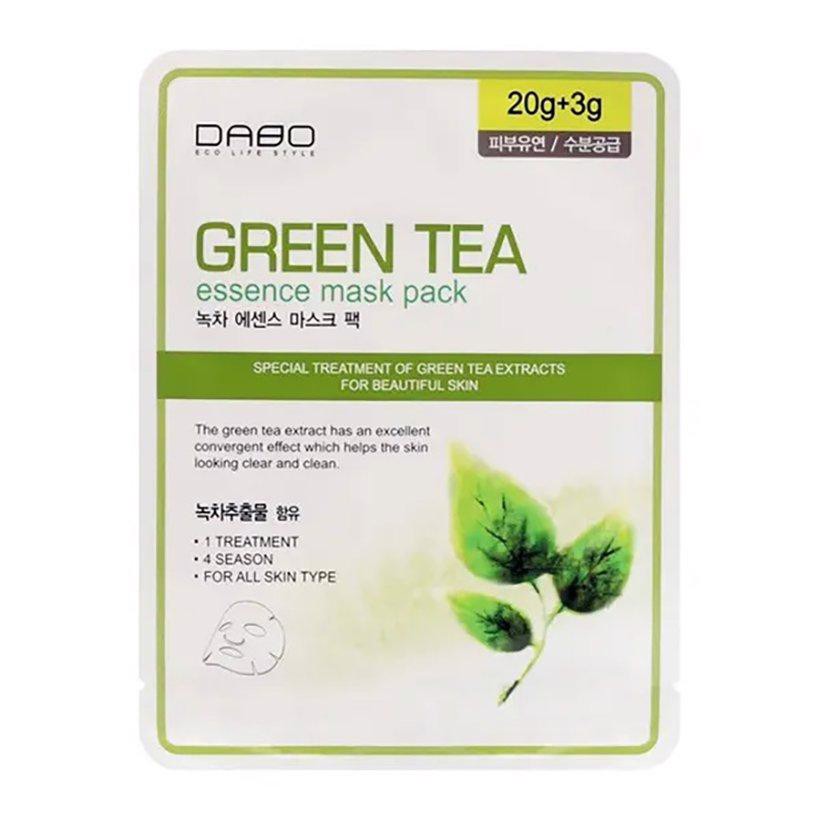 DABO
ECO LIFE STYLE
20g+3g
피부유연 / 수분공급
GREEN TEA
essence mask pack
녹차 에센스 마스크 팩
SPECIAL TREATMENT OF GREEN TEA EXTRACTS
FOR BEAUTIFUL SKIN
The green tea extract has an excellent
convergent effect which helps the skin
looking clear and clean.
녹차추출물 함유
• 1 TREATMENT
• 4 SEASON
• FOR ALL SKIN TYPE